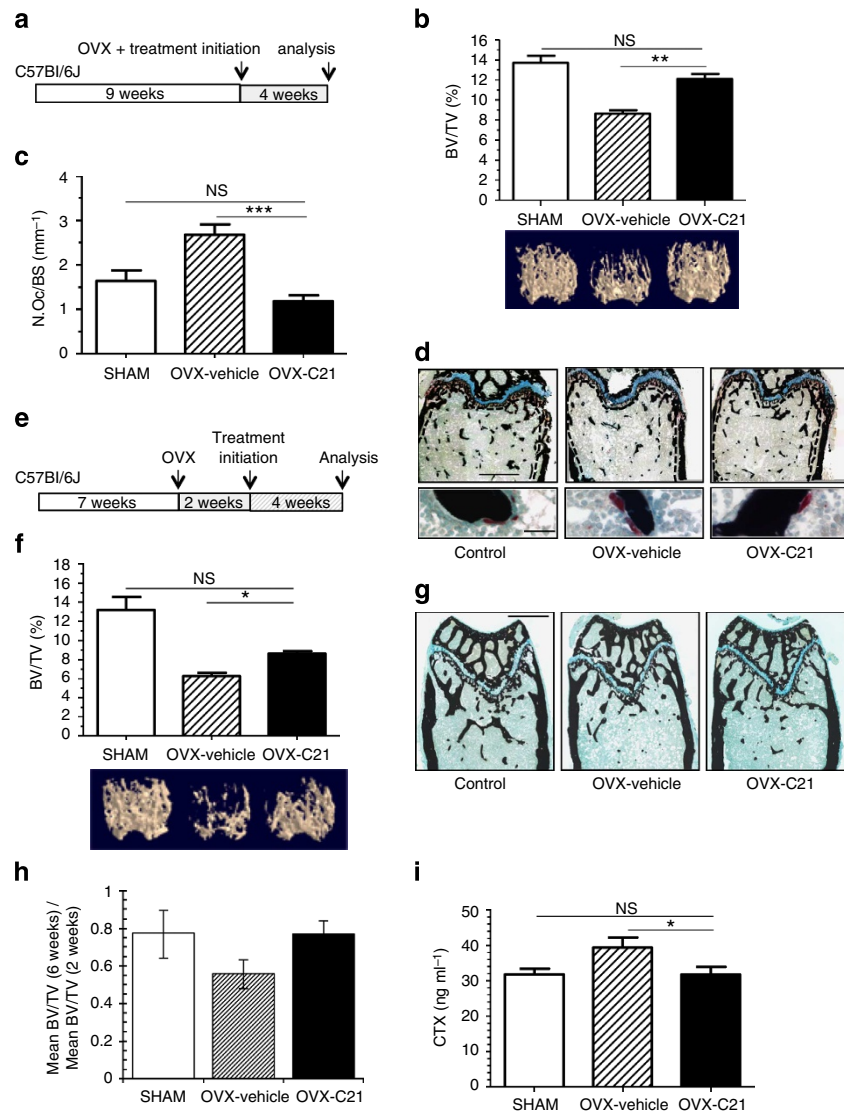 a
OVX + treatment initiation
analysis
C57BI/6J
9 weeks
4 weeks
b
16
14
12
10
8
6
4
2
0
BV/TV (%)
NS
**
SHAM
OVX-vehicle
OVX-C21
c
4
3
2
1
0
N.Oc/BS (mm⁻¹)
NS
***
SHAM
OVX-vehicle
OVX-C21
d
Control
OVX-vehicle
OVX-C21
e
OVX
Treatment
initiation
Analysis
C57BI/6J
7 weeks
2 weeks
4 weeks
f
18
16
14
12
10
8
6
4
2
0
BV/TV (%)
NS
*
SHAM
OVX-vehicle
OVX-C21
g
Control
OVX-vehicle
OVX-C21
h
1
0.8
0.6
0.4
0.2
0
Mean BV/TV (6 weeks) /
Mean BV/TV (2 weeks)
SHAM
OVX-vehicle
OVX-C21
i
50
40
30
20
10
0
CTX (ng ml⁻¹)
NS
*
SHAM
OVX-vehicle
OVX-C21